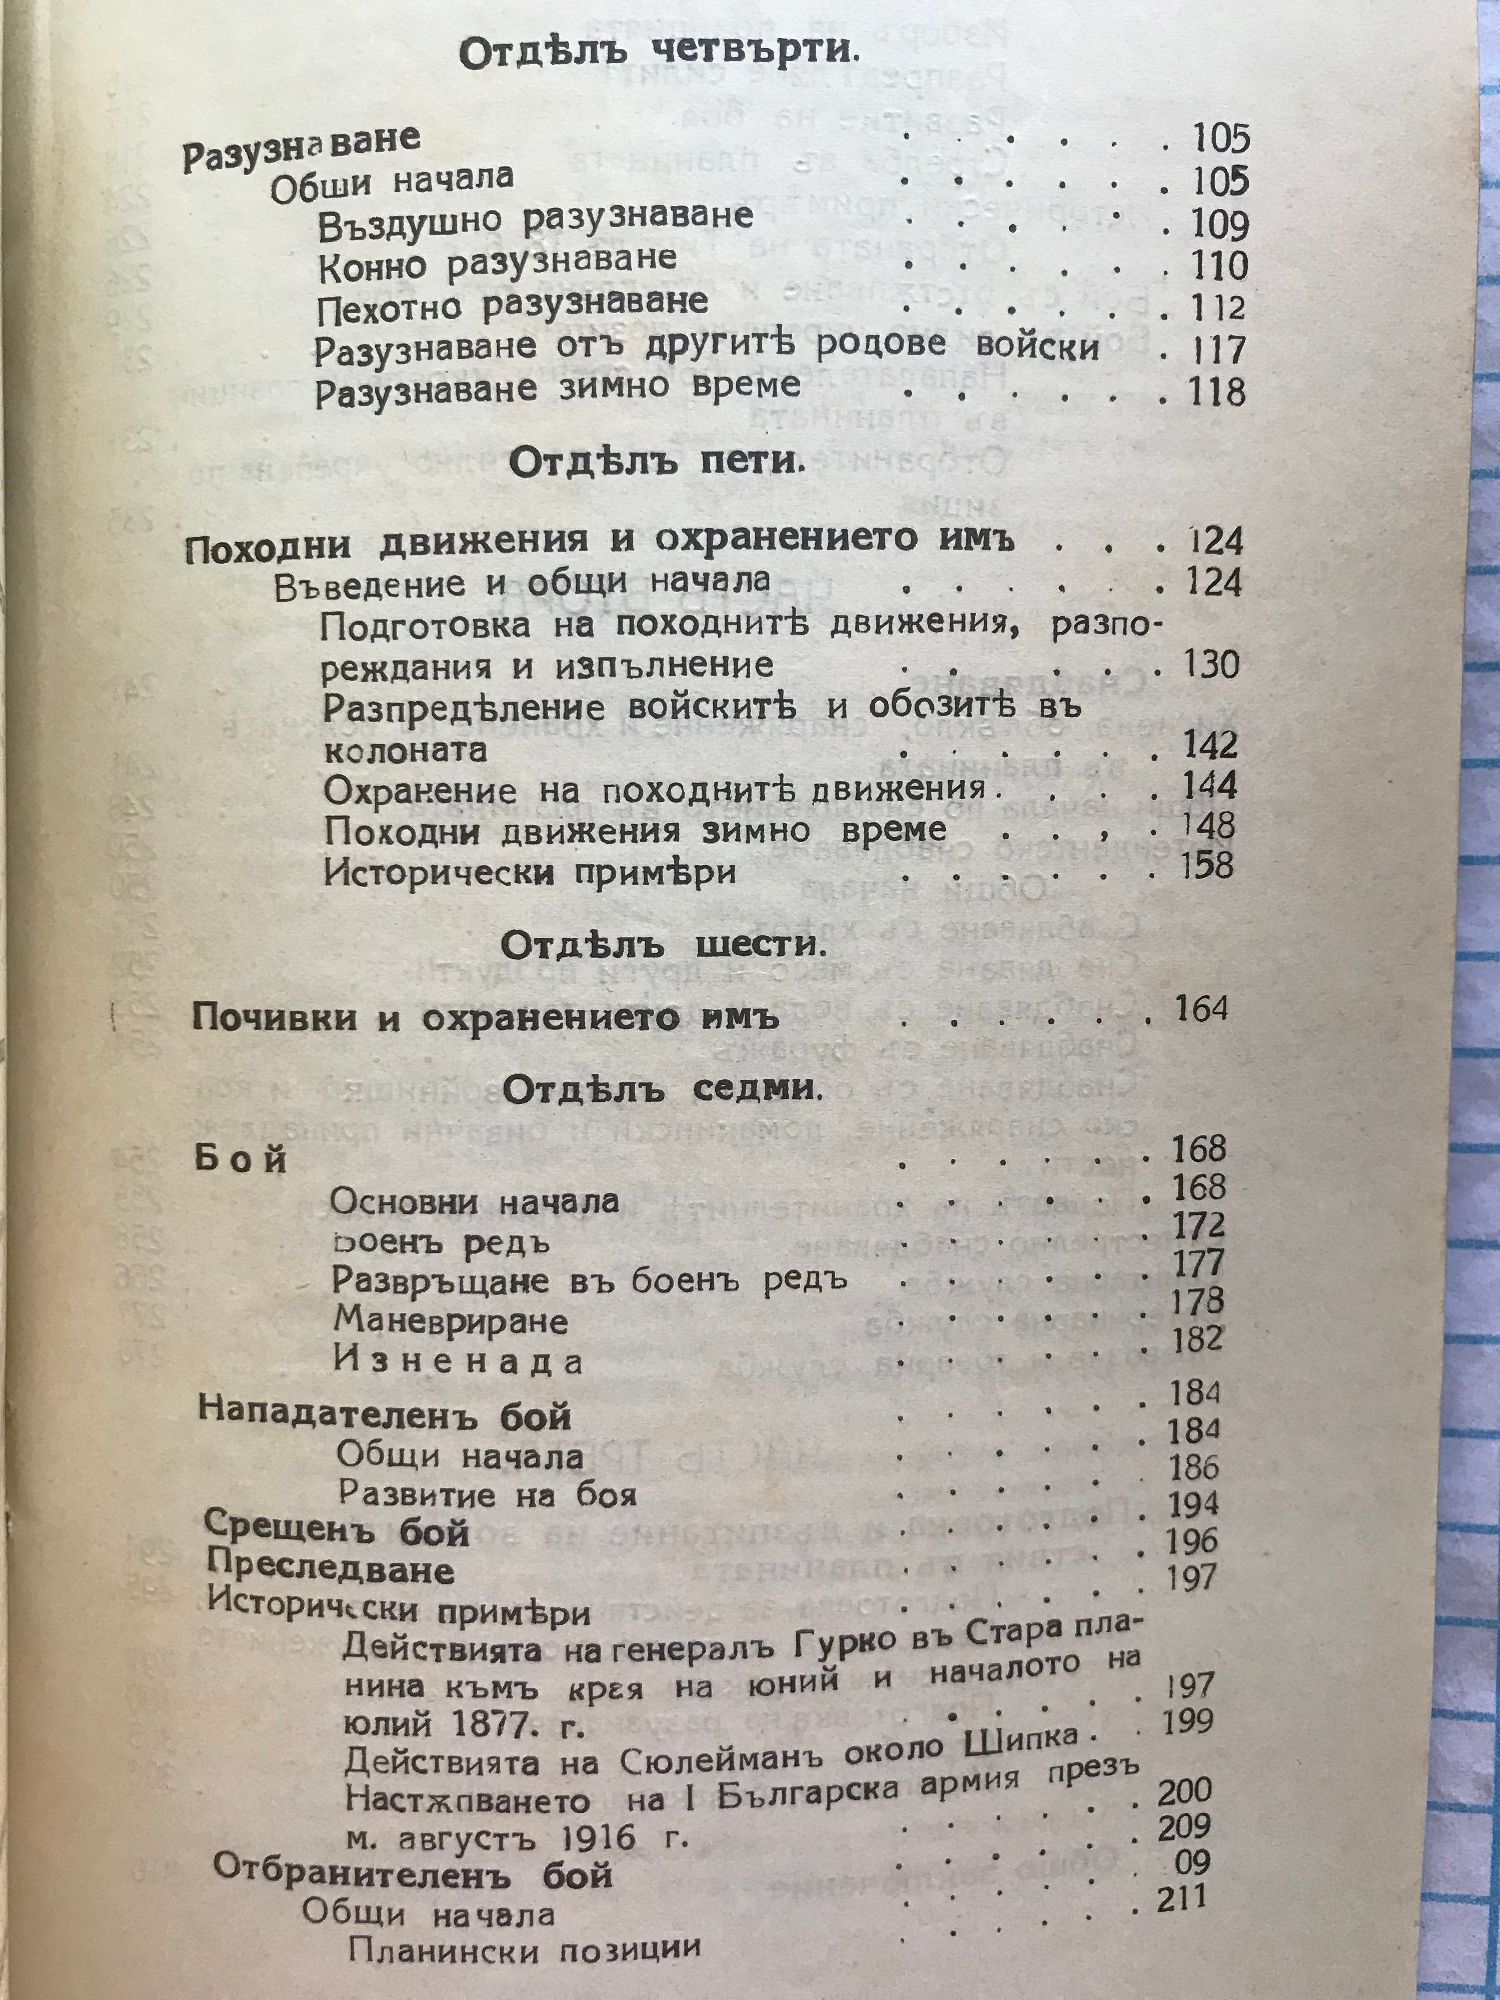 Отдѣлъ четвърти.
Разузнаване . . . . . . 105
Обши начала . . . . . . 105
Въздушно разузнаване . . . . . . 109
Конно разузнаване . . . . . . 110
Пехотно разузнаване . . . . . . 112
Разузнаване отъ другитѣ родове войски . 117
Разузнаване зимно време . . . . . . 118
Отдѣлъ пети.
Походни движения и охранението имъ . . . 124
Въведение и общи начала . . . . . . 124
Подготовка на походнитѣ движения, разпо-
реждания и изпълнение . . . . . . 130
Разпредѣление войскитѣ и обозитѣ въ
колоната . . . . . . 142
Охранение на походнитѣ движения . . . . 144
Походни движения зимно време . . , . 148
Исторически примѣри . . . . . . 158
Отдѣлъ шести.
Почивки и охранението имъ . . . . . . 164
Отдѣлъ седми.
Бой . . . . . . 168
Основни начала . . . . . . 168
Боенъ редъ . . . . . . 172
Развръщане въ боенъ редъ . . . . . . 177
Маневриране . . . . . . 178
Изненада . . . . . . 182
Нападателенъ бой . . . . . . 184
Общи начала . . . . . . 184
Развитие на боя . . . . . . 186
Срещенъ бой . . . . . . 194
Преследване . . . . . . 196
Исторически примѣри . . . . . . 197
Действията на генералъ Гурко въ Стара пла-
нина къмъ края на юний и началото на
юлий 1877. г. . . . . . . 197
Действията на Сюлейманъ около Шипка . . 199
Настѫпването на I Българска армия презъ
м. августъ 1916 г. . . . . . . 200
Отбранителенъ бой . . . . . . 209
Общи начала . . . . . . 09
Планински позиции . . . . . . 211